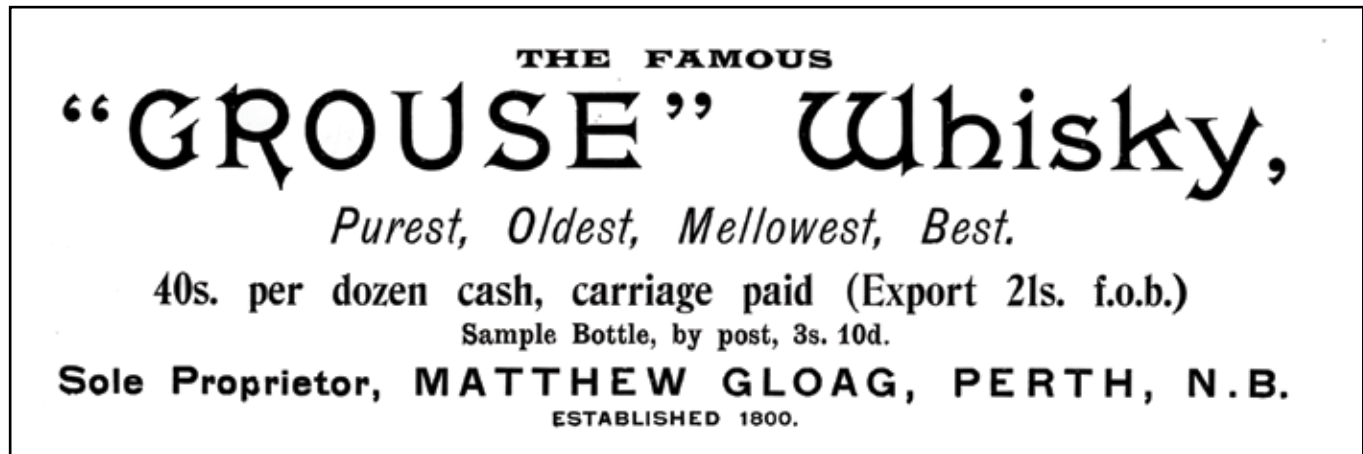 THE FAMOUS
“GROUSE” Whisky,
Purest, Oldest, Mellowest, Best.
40s. per dozen cash, carriage paid (Export 21s. f.o.b.)
Sample Bottle, by post, 3s. 10d.
Sole Proprietor, MATTHEW GLOAG, PERTH, N.B.
ESTABLISHED 1800.